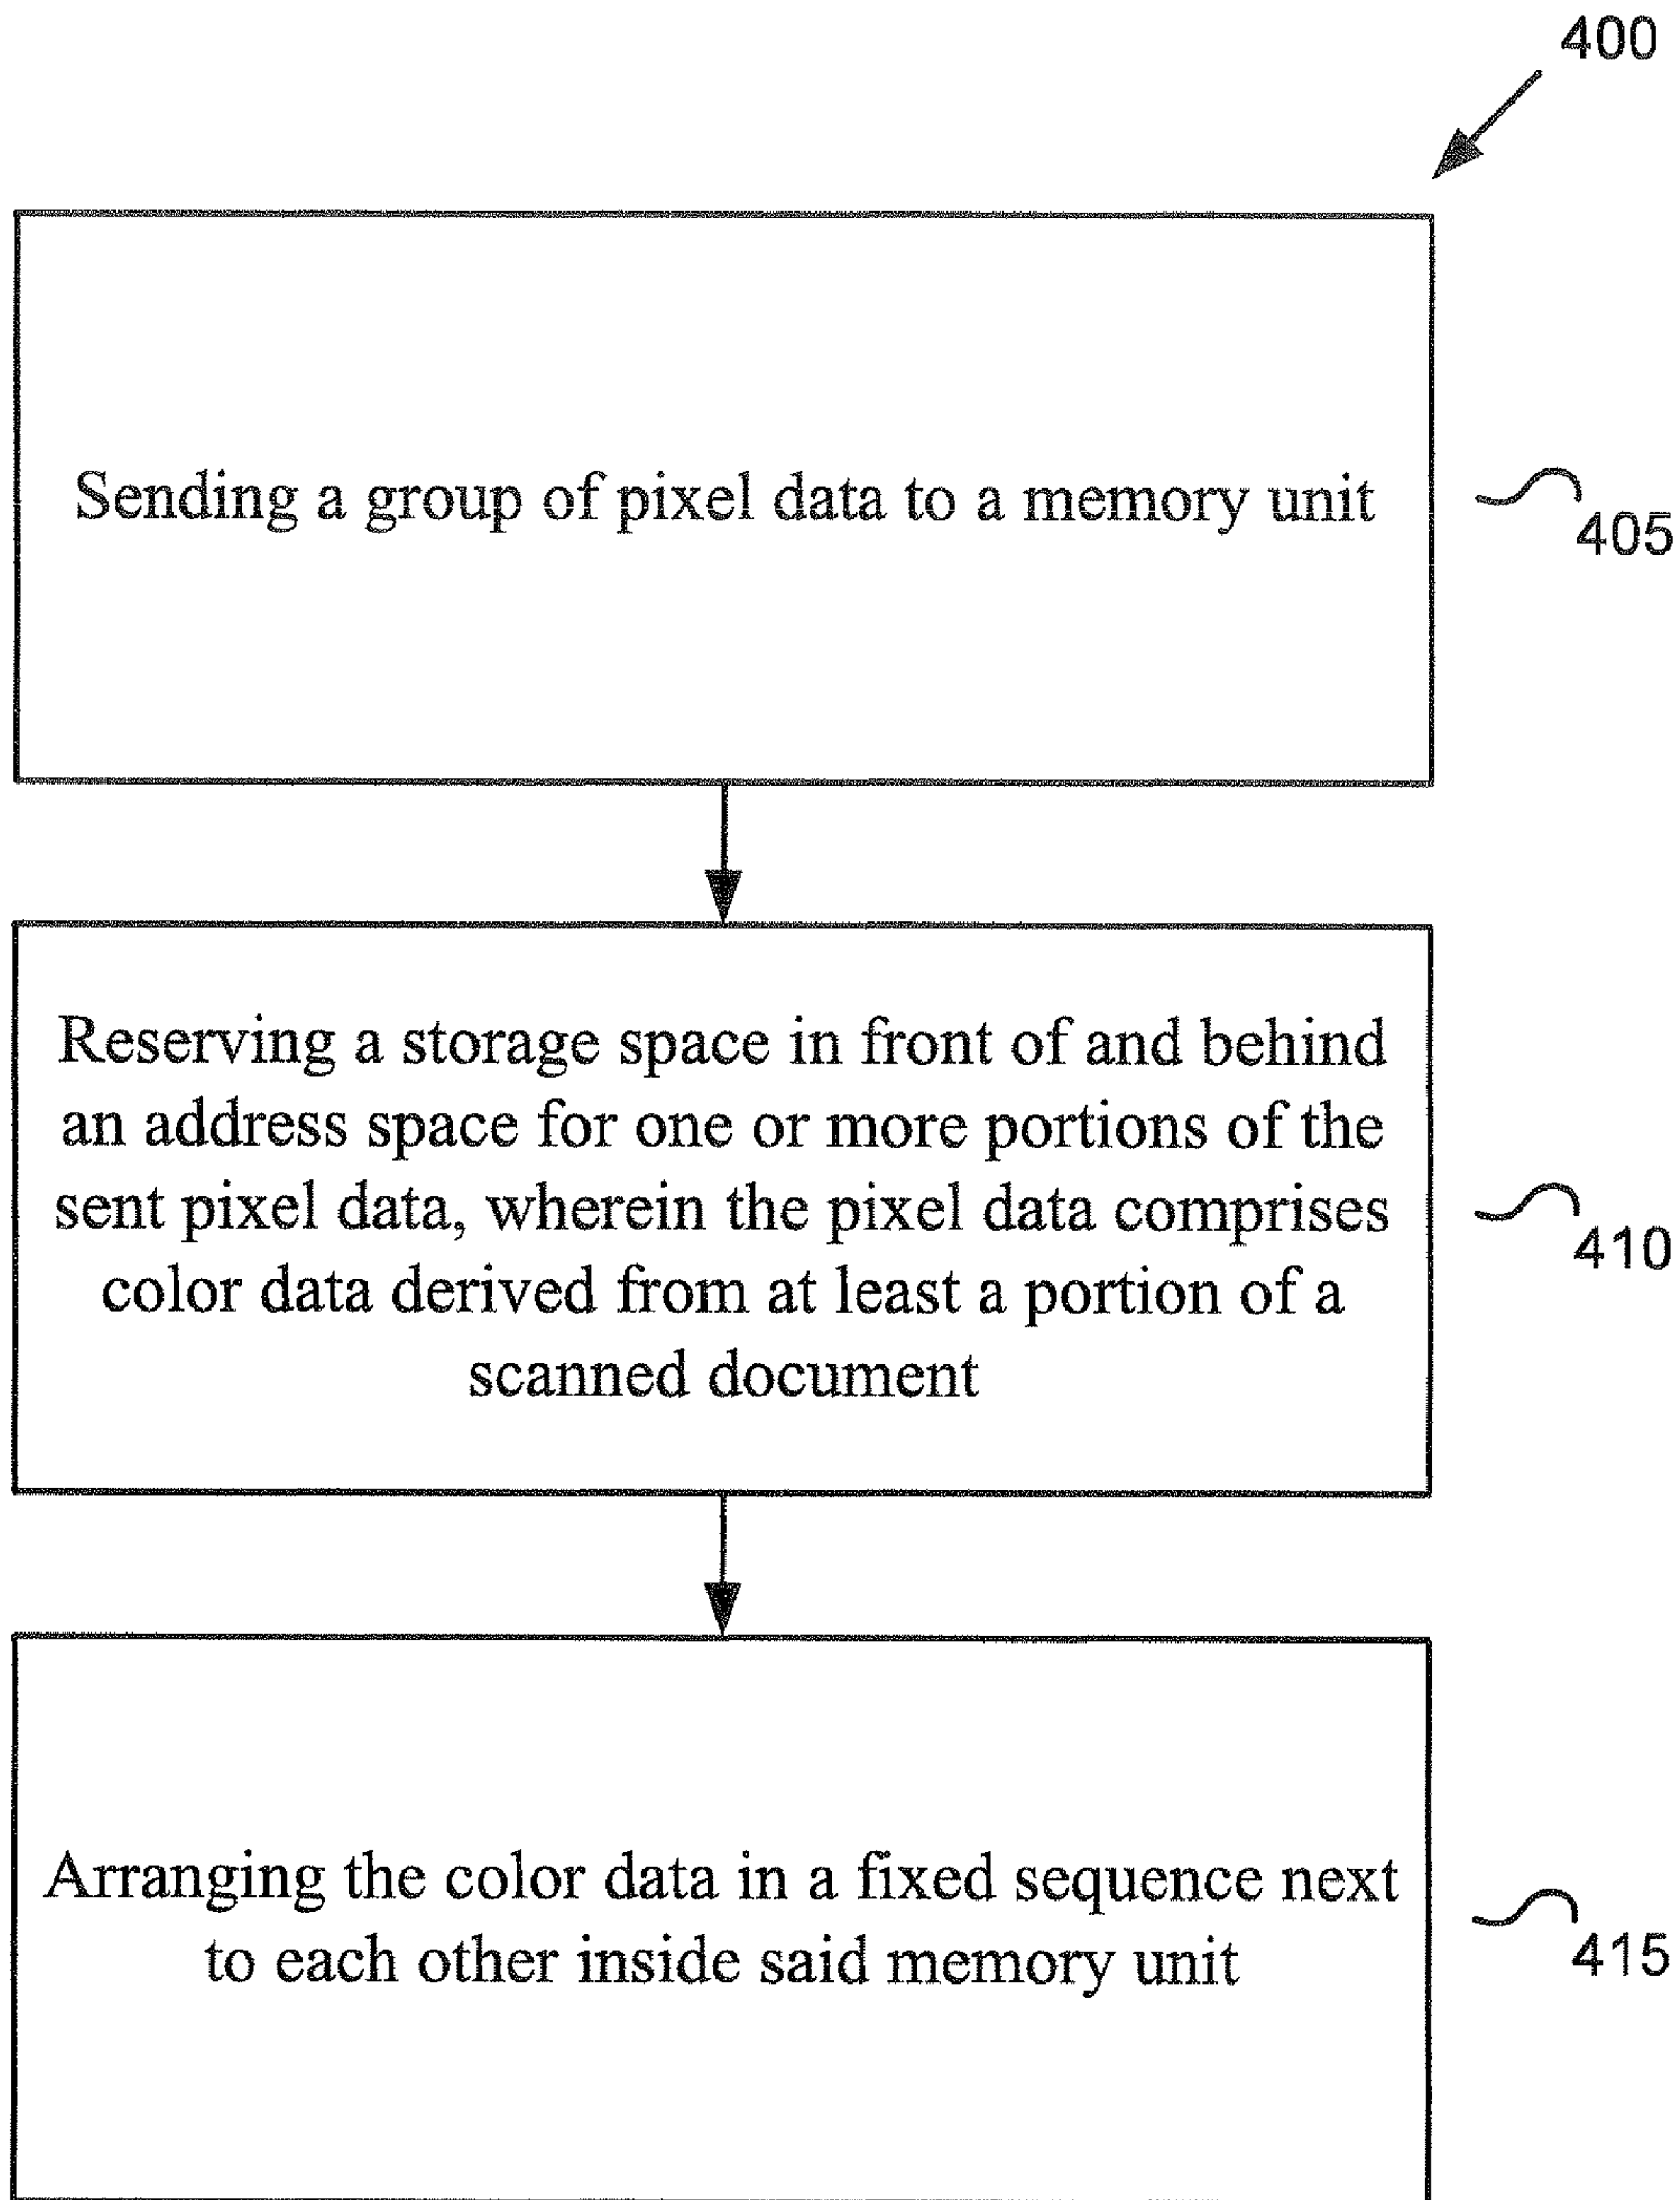 400
Sending a group of pixel data to a memory unit
405
Reserving a storage space in front of and behind
an address space for one or more portions of the
sent pixel data, wherein the pixel data comprises
color data derived from at least a portion of a
scanned document
410
Arranging the color data in a fixed sequence next
to each other inside said memory unit
415